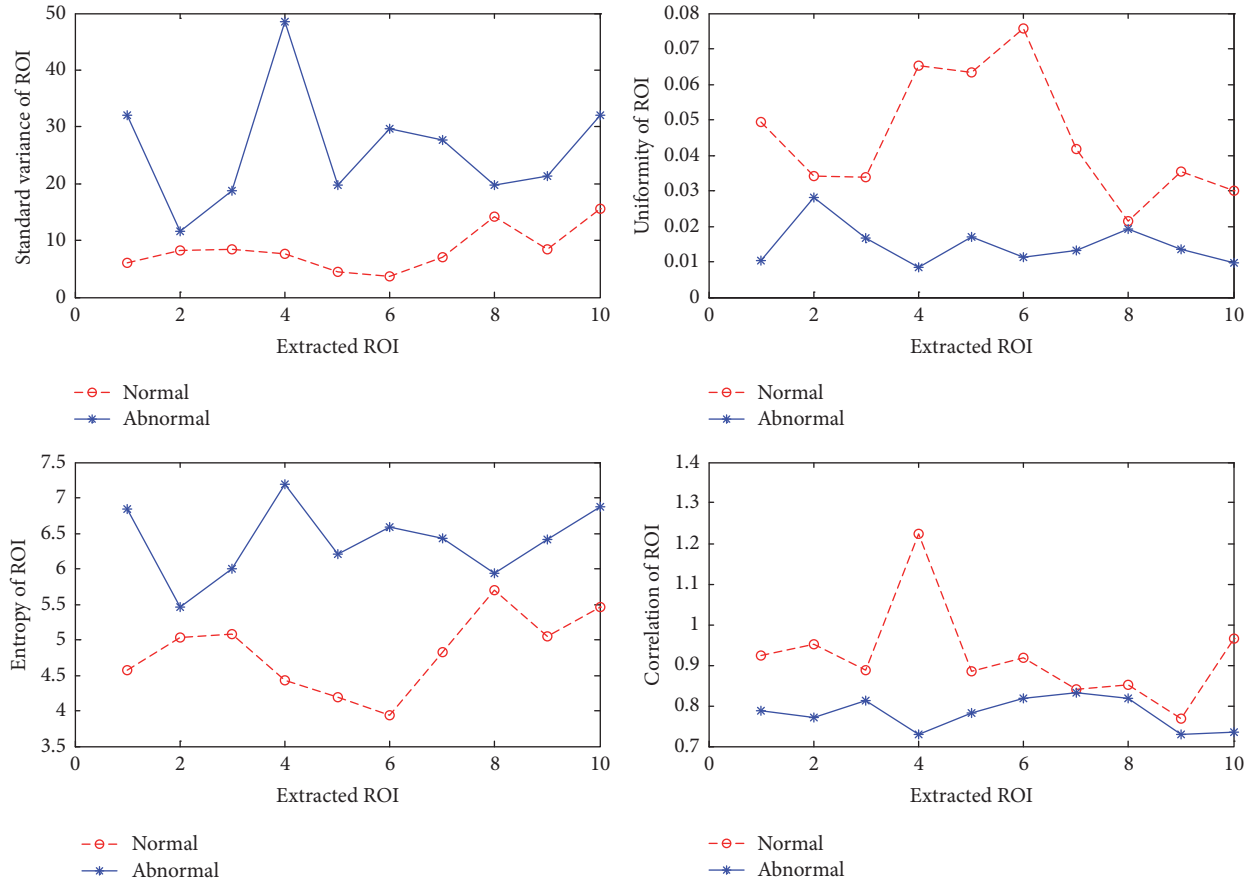 50
40
30
20
10
0
Standard variance of ROI
0 2 4 6 8 10
Extracted ROI
Normal
Abnormal
0.08
0.07
0.06
0.05
0.04
0.03
0.02
0.01
0
Uniformity of ROI
0 2 4 6 8 10
Extracted ROI
Normal
Abnormal
7.5
7
6.5
6
5.5
5
4.5
4
3.5
Entropy of ROI
0 2 4 6 8 10
Extracted ROI
Normal
Abnormal
1.4
1.3
1.2
1.1
1
0.9
0.8
0.7
Correlation of ROI
0 2 4 6 8 10
Extracted ROI
Normal
Abnormal